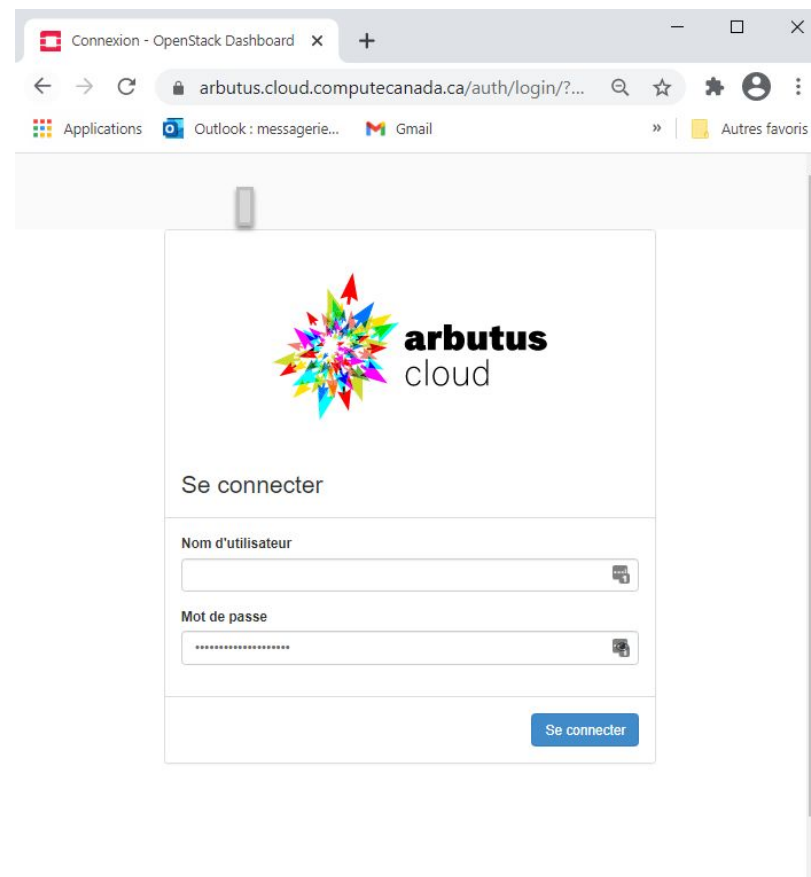 Connexion - OpenStack Dashboard
arbutus.cloud.computecanada.ca/auth/login/?...
Applications Outlook : messagerie... Gmail » Autres favoris
arbutus
cloud
Se connecter
Nom d'utilisateur
Mot de passe
••••••••••••••••••••
Se connecter